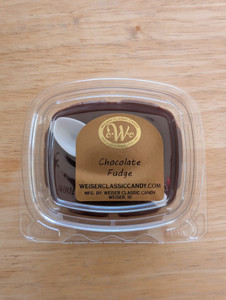 W
Chocolate
Fudge
WEISERCLASSICCANDY.COM
MFG. BY: WEISER CLASSIC CANDY
WEISER, ID